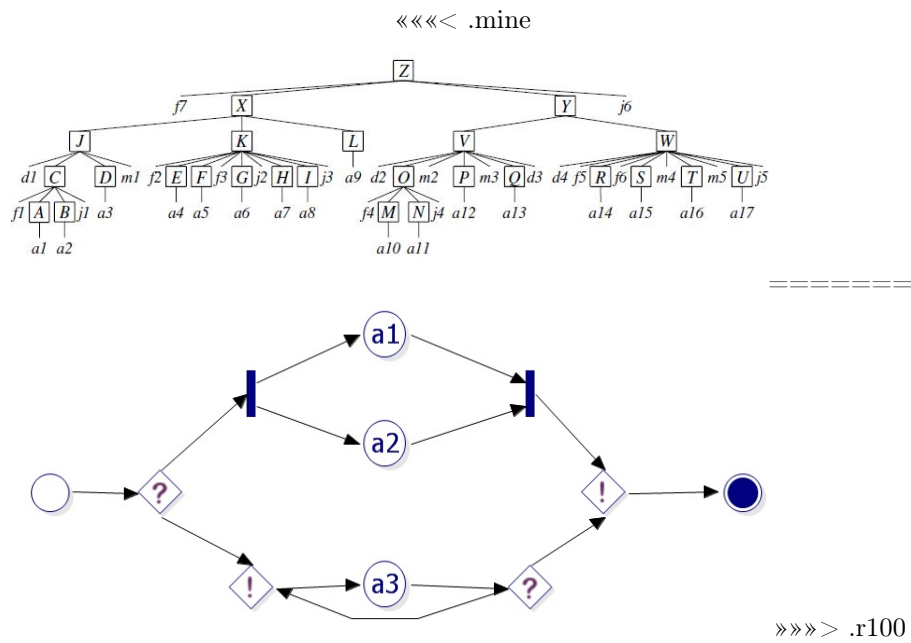 «««< .mine
Z
f7 X Y j6
J K L V W
d1 C D m1 f2 E F f3 G j2 H I j3 a9 d2 O m2 P m3 Q d3 d4 f5 R f6 S m4 T m5 U j5
f1 A B j1 a3 a4 a5 a6 a7 a8 f4 M N j4 a12 a13 a14 a15 a16 a17
a1 a2 a10 a11
=======
a1
a2
? !
! a3 ?
»»»> .r100